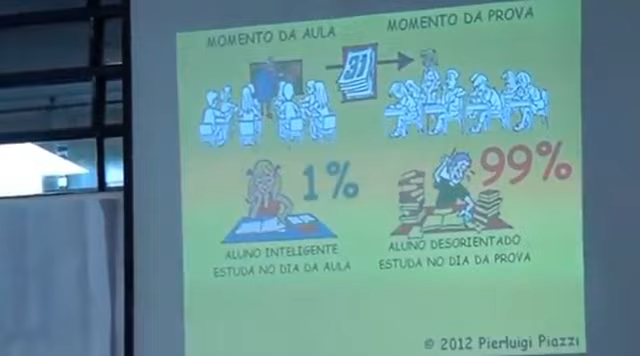 MOMENTO DA AULA
MOMENTO DA PROVA
31
1%
99%
ALUNO INTELIGENTE
ESTUDA NO DIA DA AULA
ALUNO DESORIENTADO
ESTUDA NO DIA DA PROVA
© 2012 Pierluigi Piazzi